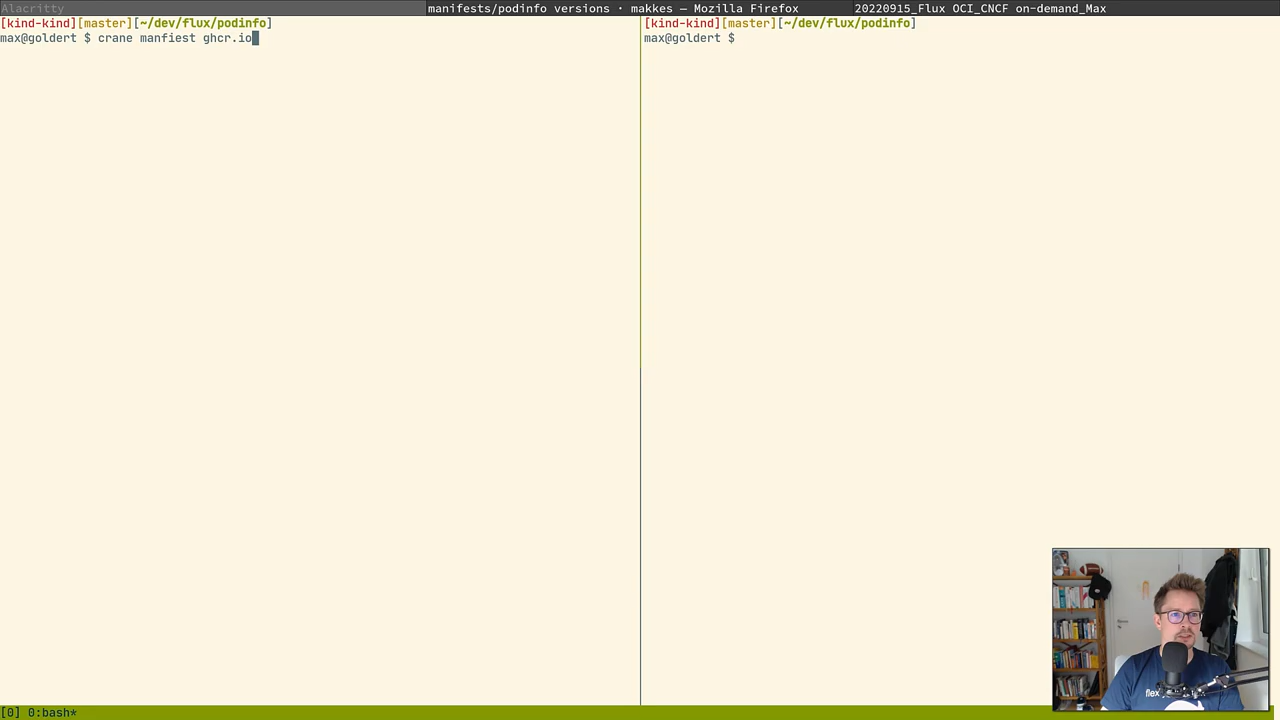 Alacritty
manifests/podinfo versions · makkes — Mozilla Firefox
20220915_Flux OCI_CNCF on-demand_Max
[kind-kind][master][~/dev/flux/podinfo]
max@goldert $ crane manfiest ghcr.io
[kind-kind][master][~/dev/flux/podinfo]
max@goldert $
flex
[0] 0:bash*